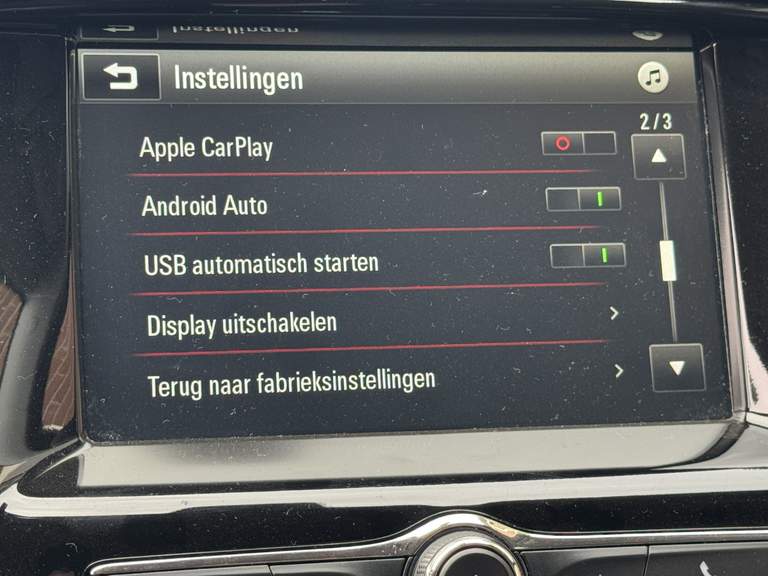 Instellingen
2/3
Apple CarPlay
Android Auto
USB automatisch starten
Display uitschakelen
Terug naar fabrieksinstellingen